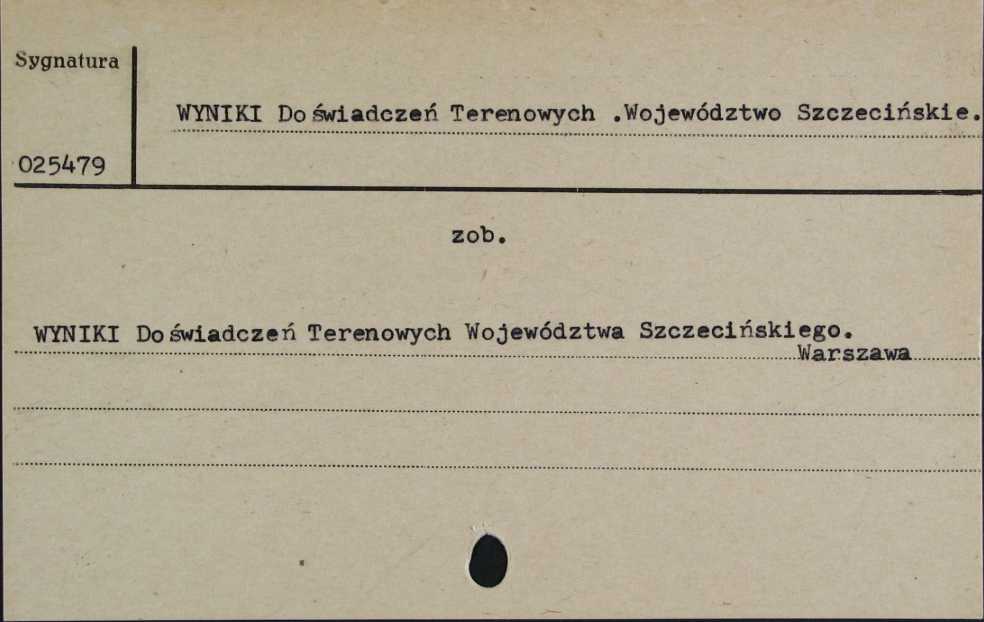 Sygnatura
WYNIKI Doświadczeń Terenowych .Województwo Szczecińskie.
025479
zob.
WYNIKI Doświadczeń Terenowych Województwa Szczecińskiego.
Warszawa